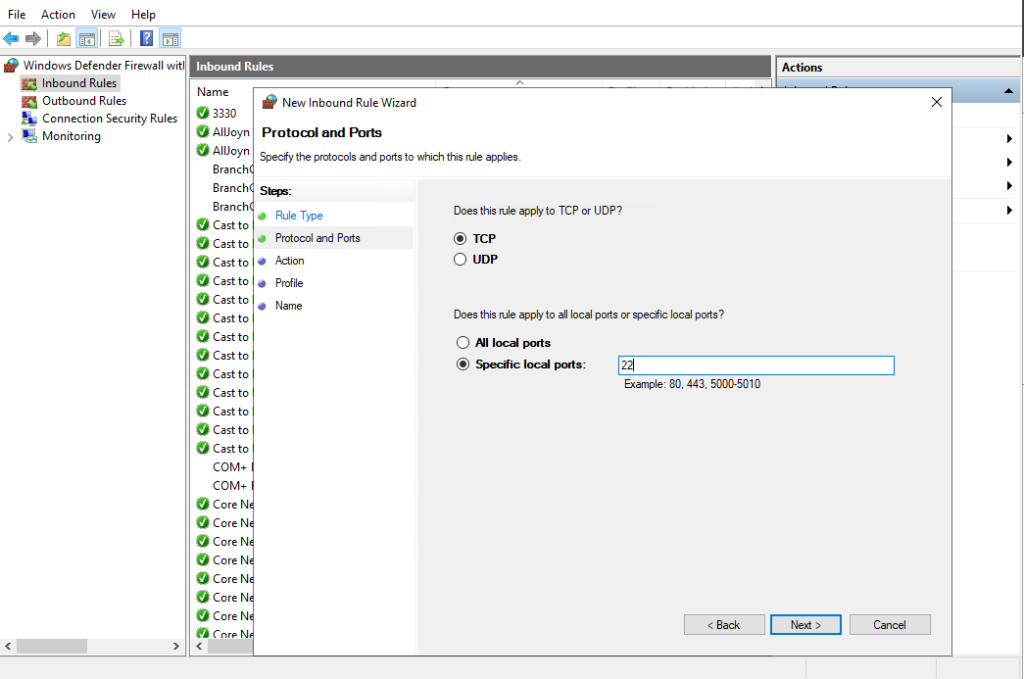 File Action View Help
Windows Defender Firewall wit
Inbound Rules
Outbound Rules
Connection Security Rules
Monitoring
Inbound Rules
Name
3330
AllJoyn
AllJoyn
BranchC
BranchC
BranchC
Cast to
Cast to
Cast to
Cast to
Cast to
Cast to
Cast to
Cast to
Cast to
Cast to
Cast to
Cast to
Cast to
COM+
COM+
Core Ne
Core Ne
Core Ne
Core Ne
Core Ne
Core Ne
Core Ne
Core Ne
Actions
New Inbound Rule Wizard
Protocol and Ports
Specify the protocols and ports to which this rule applies.
Steps:
Rule Type
Protocol and Ports
Action
Profile
Name
Does this rule apply to TCP or UDP?
TCP
UDP
Does this rule apply to all local ports or specific local ports?
All local ports
Specific local ports: 22
Example: 80, 443, 5000-5010
< Back Next > Cancel